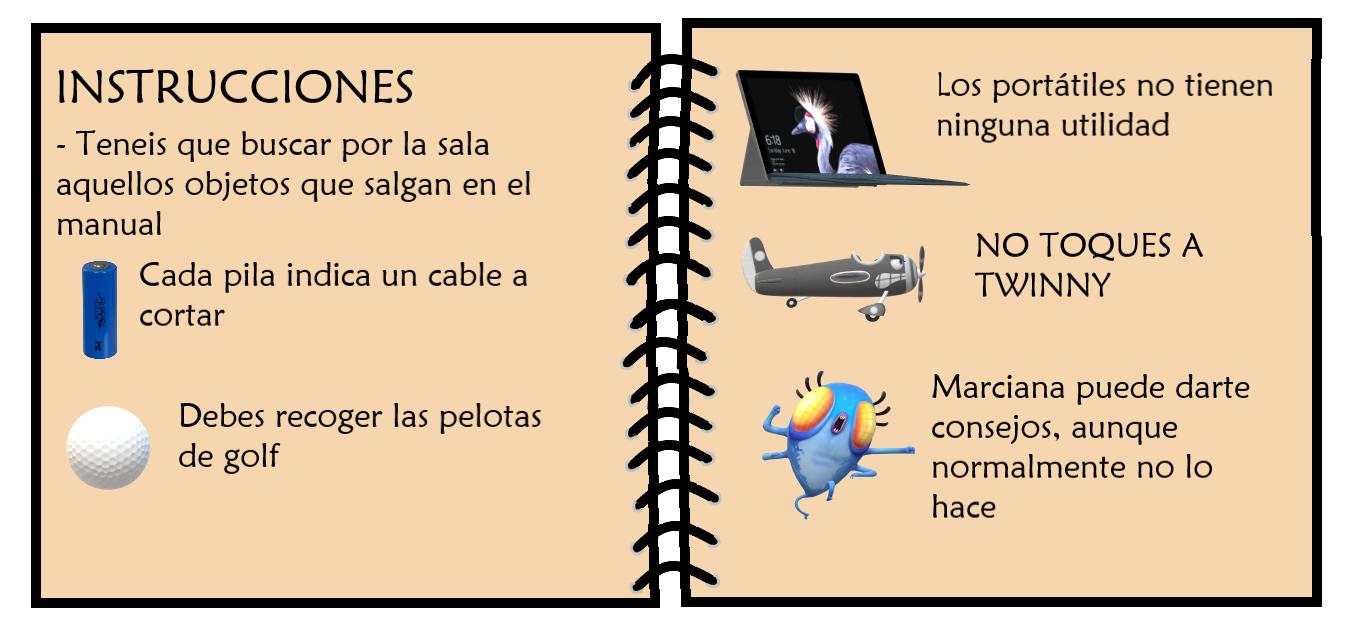 INSTRUCCIONES
- Teneis que buscar por la sala
aquellos objetos que salgan en el
manual
Cada pila indica un cable a
cortar
Debes recoger las pelotas
de golf
Los portátiles no tienen
ninguna utilidad
6:18
NO TOQUES A
TWINNY
Marciana puede darte
consejos, aunque
normalmente no lo
hace